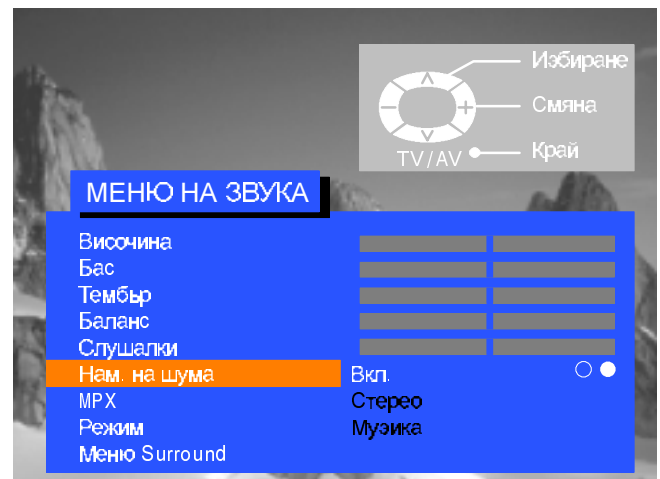 Избиране
Смяна
TV/AV Край
МЕНЮ НА ЗВУКА
Височина
Бас
Тембър
Баланс
Слушалки
Нам. на шума Вкл.
MPX Стерео
Режим Музика
Меню Surround